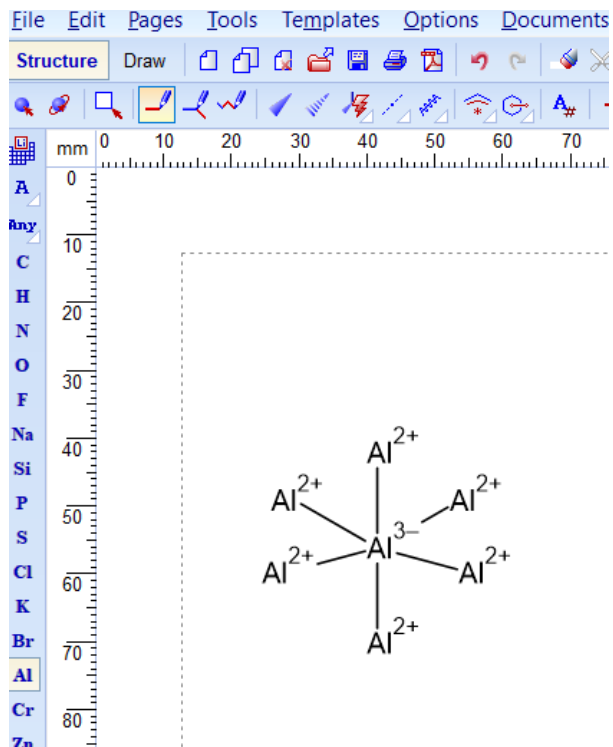 File Edit Pages Tools Templates Options Documents
Structure Draw
A#
Li mm 0 10 20 30 40 50 60 70
A 0
Any 10
C
H 20
N
O 30
F
Na 40
Si
P 50
S
Cl 60
K
Br 70
Al
Cr 80
Zn
Al2+
Al2+ Al2+
Al3–
Al2+ Al2+
Al2+